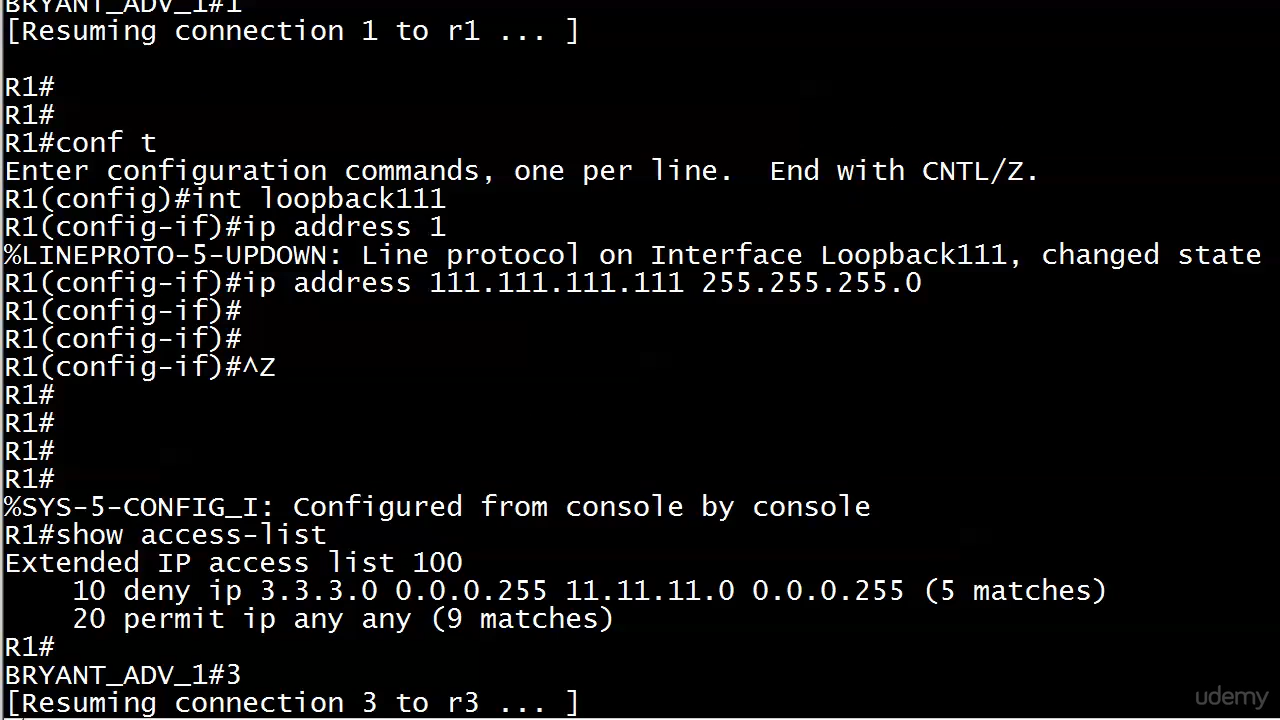 BRYANT_ADV_1#1
[Resuming connection 1 to r1 ... ]
R1#
R1#
R1#conf t
Enter configuration commands, one per line.  End with CNTL/Z.
R1(config)#int loopback111
R1(config-if)#ip address 1
%LINEPROTO-5-UPDOWN: Line protocol on Interface Loopback111, changed state
R1(config-if)#ip address 111.111.111.111 255.255.255.0
R1(config-if)#
R1(config-if)#
R1(config-if)#^Z
R1#
R1#
R1#
R1#
%SYS-5-CONFIG_I: Configured from console by console
R1#show access-list
Extended IP access list 100
    10 deny ip 3.3.3.0 0.0.0.255 11.11.11.0 0.0.0.255 (5 matches)
    20 permit ip any any (9 matches)
R1#
BRYANT_ADV_1#3
[Resuming connection 3 to r3 ... ]
udemy